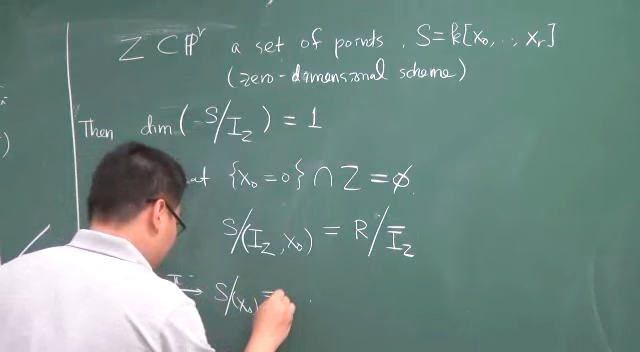 Z ⊂ ℙʳ a set of points, S = k[x₀, .., xᵣ]
(zero-dimensional scheme)
Then dim(S/I_Z) = 1
at {x₀=0} ∩ Z = ∅.
S/(I_Z, x₀) = R/Ī_Z
→ S/(x₀) =